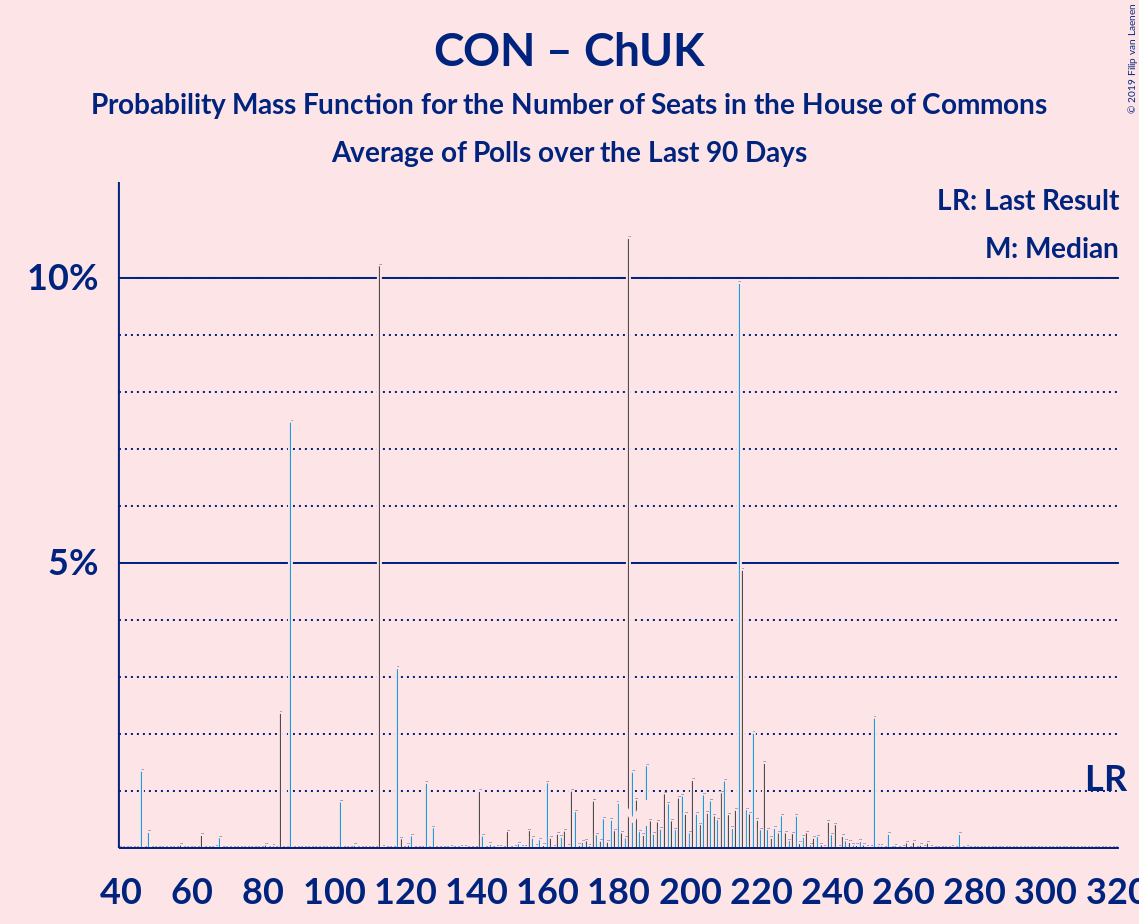 CON – ChUK
Probability Mass Function for the Number of Seats in the House of Commons
Average of Polls over the Last 90 Days
© 2019 Filip van Laenen
LR: Last Result
M: Median
10%
5%
LR
40 60 80 100 120 140 160 180 200 220 240 260 280 300 320